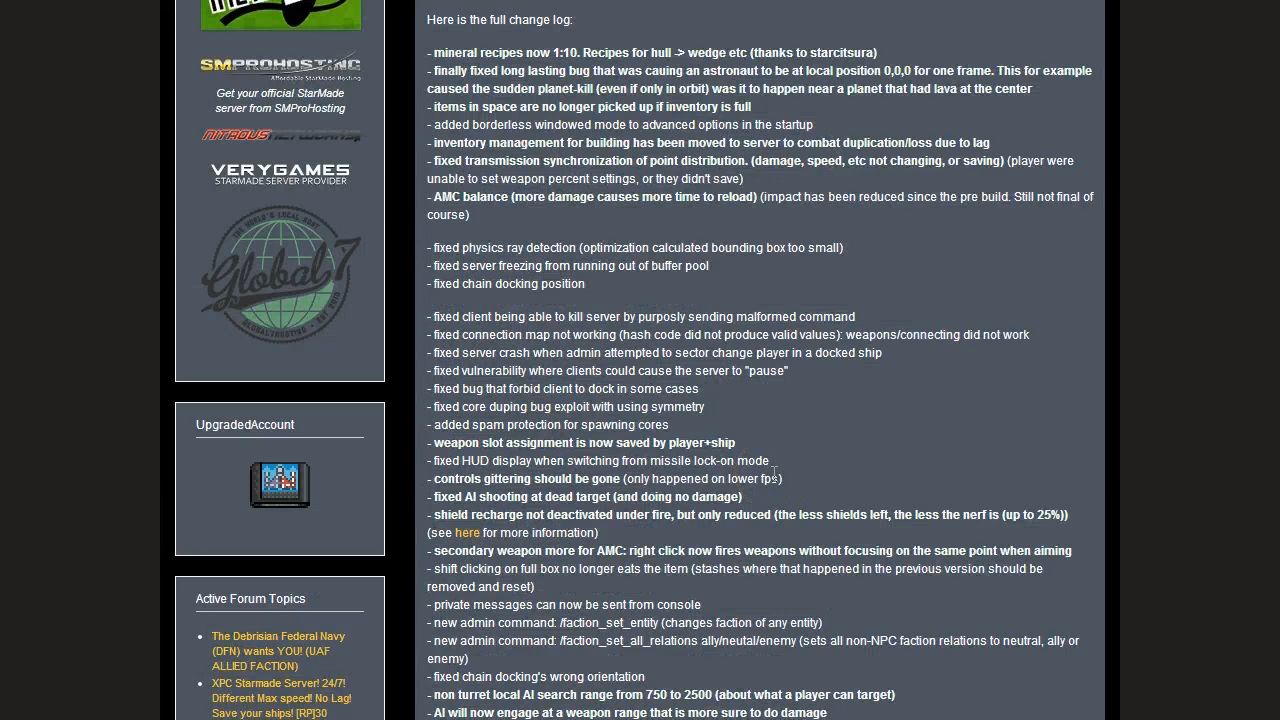 SMPROHOSTING
Affordable StarMade Hosting
Get your official StarMade
server from SMProHosting
NITROUSNETWORKS
VERYGAMES
STARMADE SERVER PROVIDER
THE WORLD'S LOCAL HOST
Global 7
UpgradedAccount
Active Forum Topics
The Debrisian Federal Navy
(DFN) wants YOU! (UAF
ALLIED FACTION)
XPC Starmade Server! 24/7!
Different Max speed! No Lag!
Save your ships! [RP]30
Here is the full change log:
- mineral recipes now 1:10. Recipes for hull -> wedge etc (thanks to starcitsura)
- finally fixed long lasting bug that was cauing an astronaut to be at local position 0,0,0 for one frame. This for example
caused the sudden planet-kill (even if only in orbit) was it to happen near a planet that had lava at the center
- items in space are no longer picked up if inventory is full
- added borderless windowed mode to advanced options in the startup
- inventory management for building has been moved to server to combat duplication/loss due to lag
- fixed transmission synchronization of point distribution. (damage, speed, etc not changing, or saving) (player were
unable to set weapon percent settings, or they didn't save)
- AMC balance (more damage causes more time to reload) (impact has been reduced since the pre build. Still not final of
course)
- fixed physics ray detection (optimization calculated bounding box too small)
- fixed server freezing from running out of buffer pool
- fixed chain docking position
- fixed client being able to kill server by purposly sending malformed command
- fixed connection map not working (hash code did not produce valid values): weapons/connecting did not work
- fixed server crash when admin attempted to sector change player in a docked ship
- fixed vulnerability where clients could cause the server to "pause"
- fixed bug that forbid client to dock in some cases
- fixed core duping bug exploit with using symmetry
- added spam protection for spawning cores
- weapon slot assignment is now saved by player+ship
- fixed HUD display when switching from missile lock-on mode
- controls gittering should be gone (only happened on lower fps)
- fixed AI shooting at dead target (and doing no damage)
- shield recharge not deactivated under fire, but only reduced (the less shields left, the less the nerf is (up to 25%))
(see here for more information)
- secondary weapon more for AMC: right click now fires weapons without focusing on the same point when aiming
- shift clicking on full box no longer eats the item (stashes where that happened in the previous version should be
removed and reset)
- private messages can now be sent from console
- new admin command: /faction_set_entity (changes faction of any entity)
- new admin command: /faction_set_all_relations ally/neutal/enemy (sets all non-NPC faction relations to neutral, ally or
enemy)
- fixed chain docking's wrong orientation
- non turret local AI search range from 750 to 2500 (about what a player can target)
- AI will now engage at a weapon range that is more sure to do damage